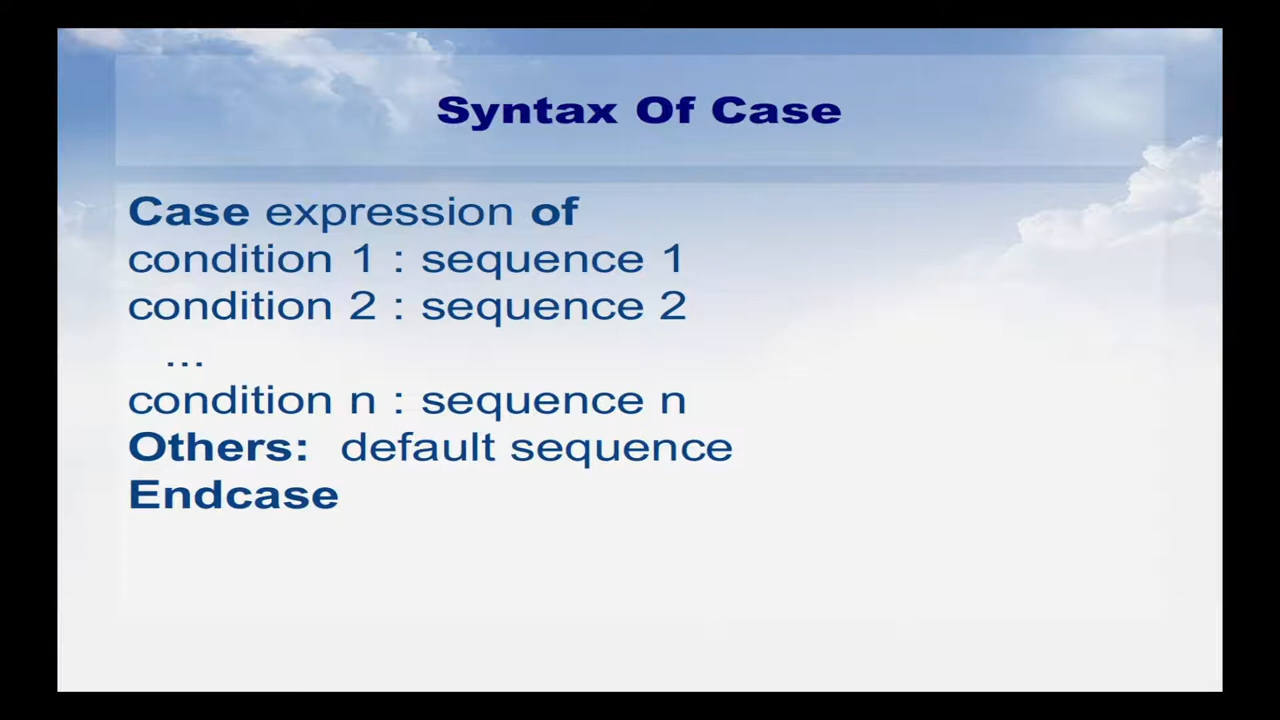 Syntax Of Case
Case expression of
condition 1 : sequence 1
condition 2 : sequence 2
...
condition n : sequence n
Others: default sequence
Endcase